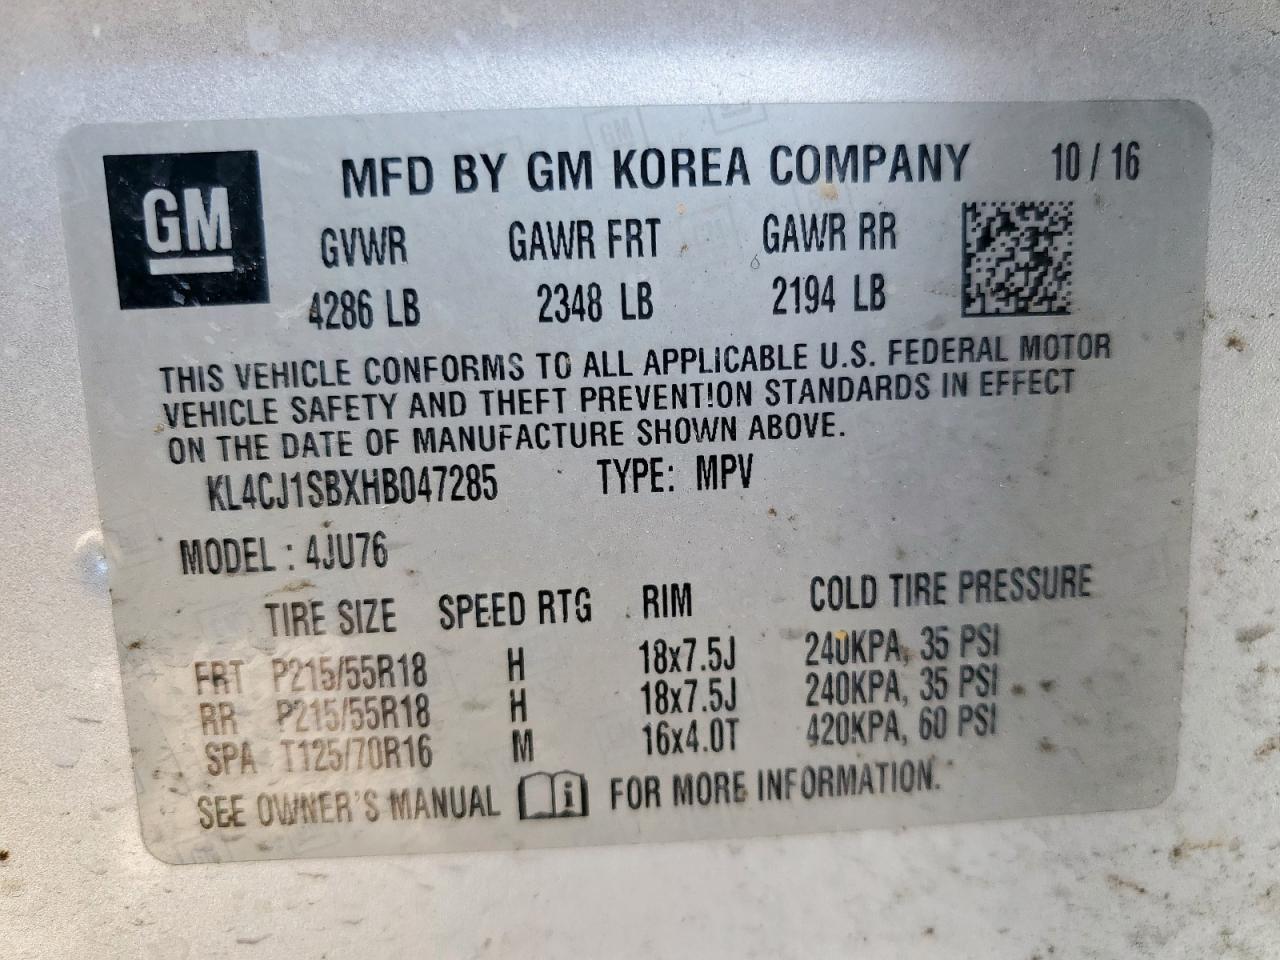 GM
MFD BY GM KOREA COMPANY 10 / 16
GVWR GAWR FRT GAWR RR
4286 LB 2348 LB 2194 LB
THIS VEHICLE CONFORMS TO ALL APPLICABLE U.S. FEDERAL MOTOR
VEHICLE SAFETY AND THEFT PREVENTION STANDARDS IN EFFECT
ON THE DATE OF MANUFACTURE SHOWN ABOVE.
KL4CJ1SBXHB047285 TYPE: MPV
MODEL : 4JU76
TIRE SIZE SPEED RTG RIM COLD TIRE PRESSURE
FRT P215/55R18 H 18x7.5J 240KPA, 35 PSI
RR P215/55R18 H 18x7.5J 240KPA, 35 PSI
SPA T125/70R16 M 16x4.0T 420KPA, 60 PSI
SEE OWNER'S MANUAL i FOR MORE INFORMATION.